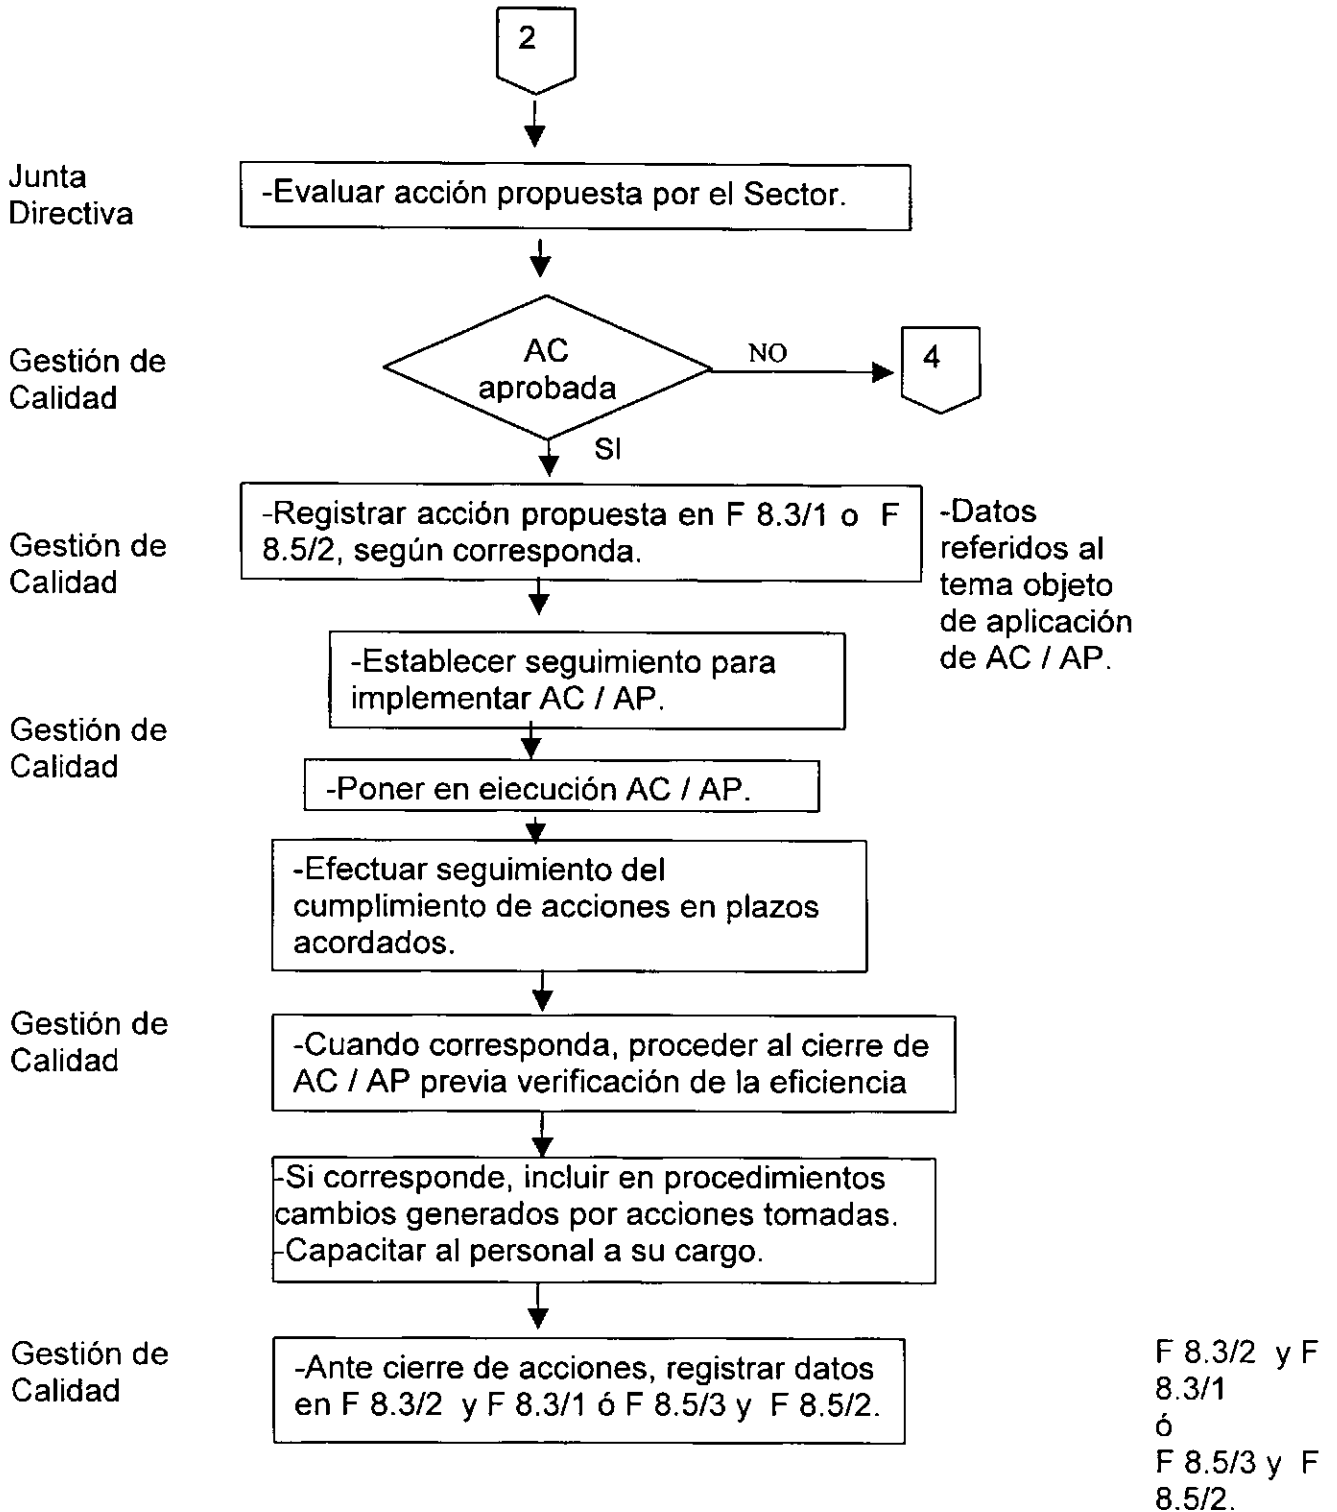 2
Junta
Directiva
-Evaluar acción propuesta por el Sector.
Gestión de
Calidad
AC
aprobada
NO
4
SI
Gestión de
Calidad
-Registrar acción propuesta en F 8.3/1 o F
8.5/2, según corresponda.
-Datos
referidos al
tema objeto
de aplicación
de AC / AP.
-Establecer seguimiento para
implementar AC / AP.
Gestión de
Calidad
-Poner en ejecución AC / AP.
-Efectuar seguimiento del
cumplimiento de acciones en plazos
acordados.
Gestión de
Calidad
-Cuando corresponda, proceder al cierre de
AC / AP previa verificación de la eficiencia
-Si corresponde, incluir en procedimientos
cambios generados por acciones tomadas.
-Capacitar al personal a su cargo.
Gestión de
Calidad
-Ante cierre de acciones, registrar datos
en F 8.3/2 y F 8.3/1 ó F 8.5/3 y F 8.5/2.
F 8.3/2 y F
8.3/1
ó
F 8.5/3 y F
8.5/2.